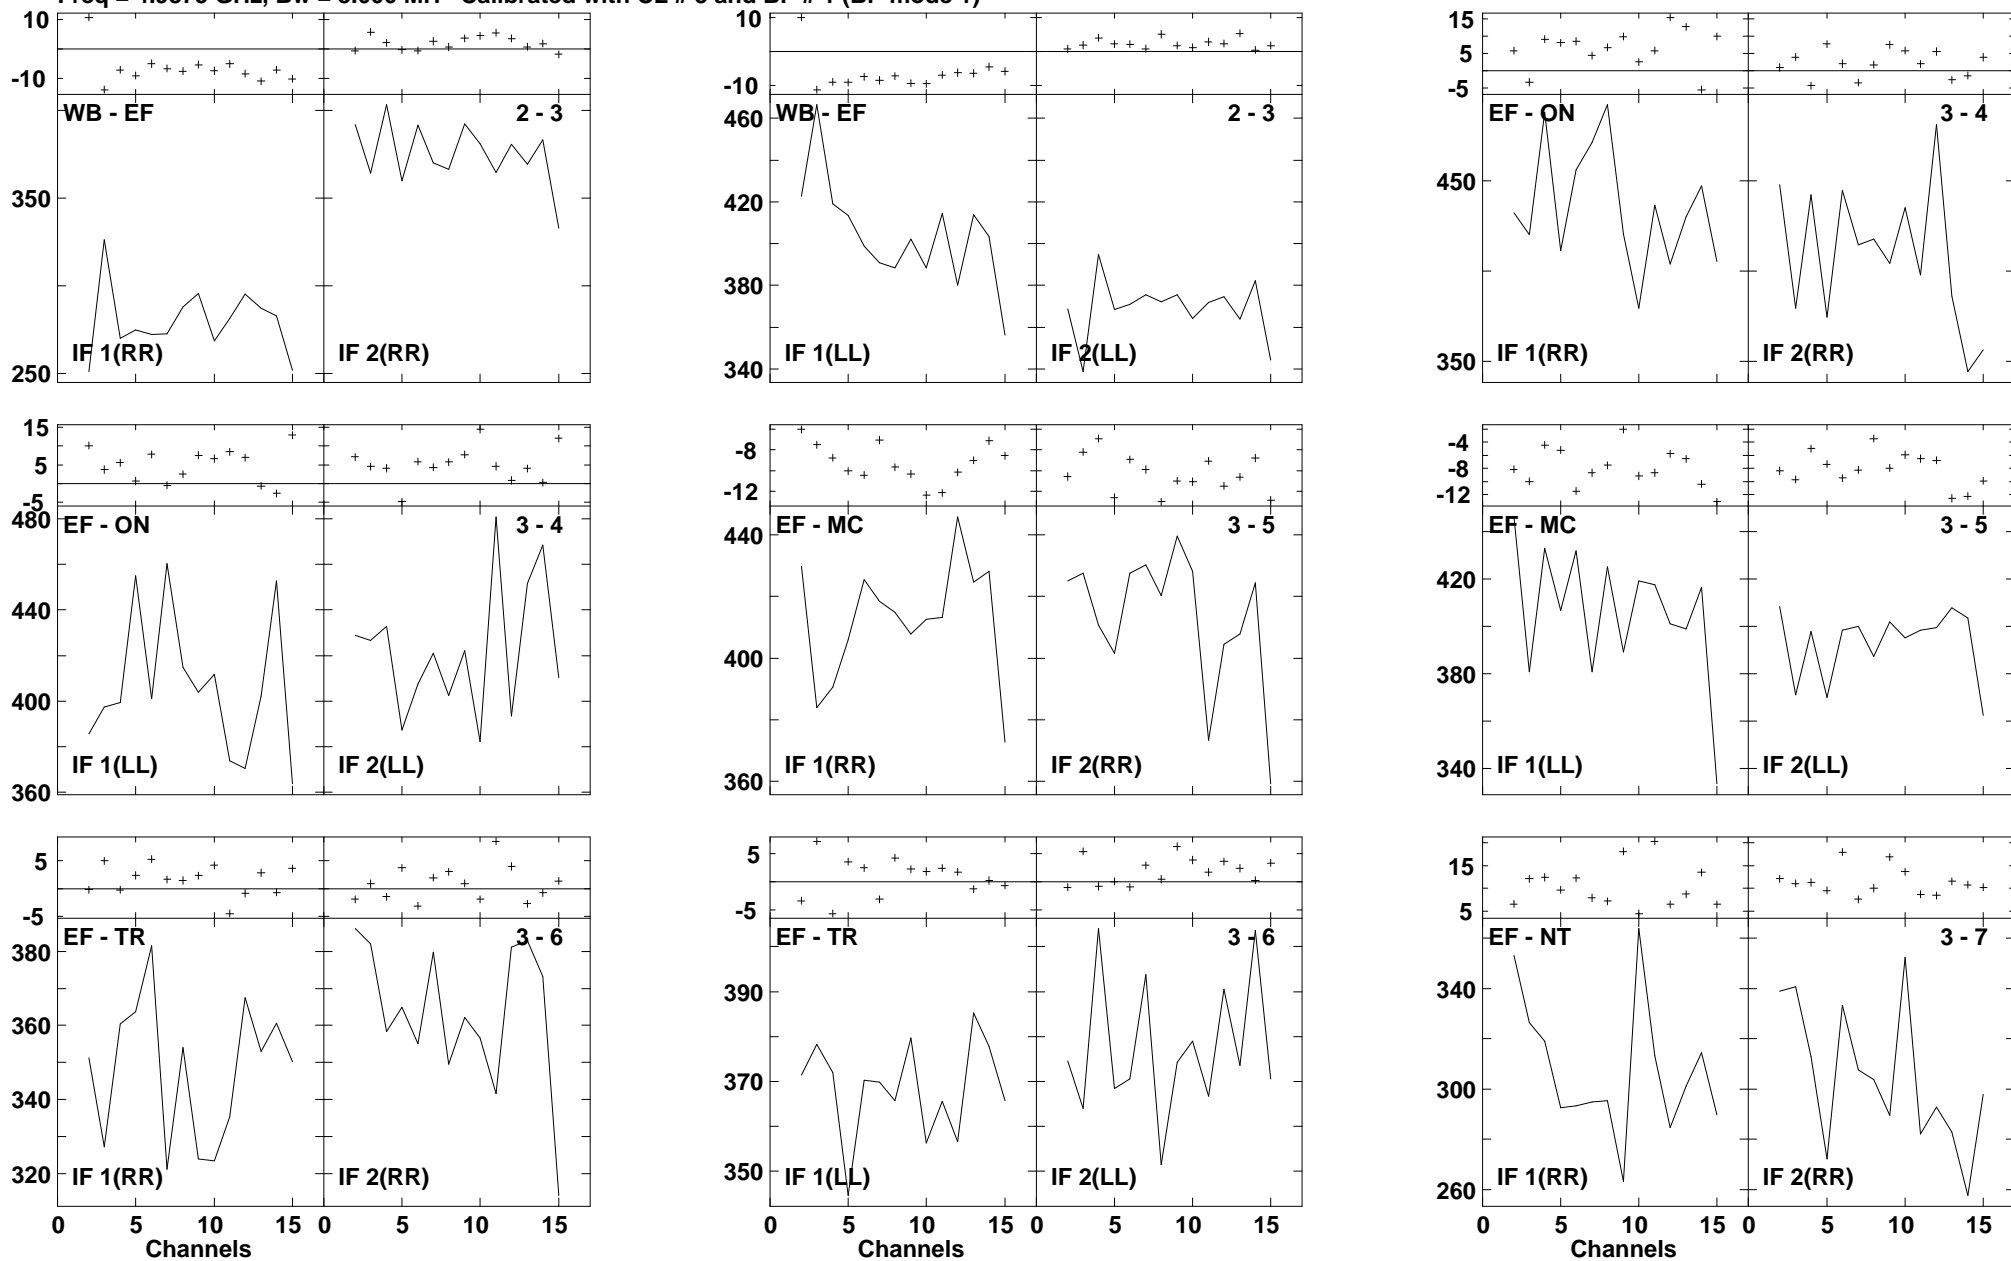 Calibrated with CL # and BP # (BP mode
10
-10
WB - EF
2 - 3
350
250
IF 1(RR)
IF 2(RR)
10
-10
WB - EF
2 - 3
460
420
380
340
IF 1(LL)
IF 2(LL)
15
5
-5
EF - ON
3 - 4
450
350
IF 1(RR)
IF 2(RR)
15
5
-5
EF - ON
3 - 4
480
440
400
360
IF 1(LL)
IF 2(LL)
-8
-12
EF - MC
3 - 5
440
400
360
IF 1(RR)
IF 2(RR)
-4
-8
-12
EF - MC
3 - 5
420
380
340
IF 1(LL)
IF 2(LL)
5
-5
EF - TR
3 - 6
380
360
340
320
IF 1(RR)
IF 2(RR)
0 5 10 15 0 5 10 15
Channels
5
-5
EF - TR
3 - 6
390
370
350
IF 1(LL)
IF 2(LL)
0 5 10 15 0 5 10 15
Channels
15
5
EF - NT
3 - 7
340
300
260
IF 1(RR)
IF 2(RR)
0 5 10 15 0 5 10 15
Channels